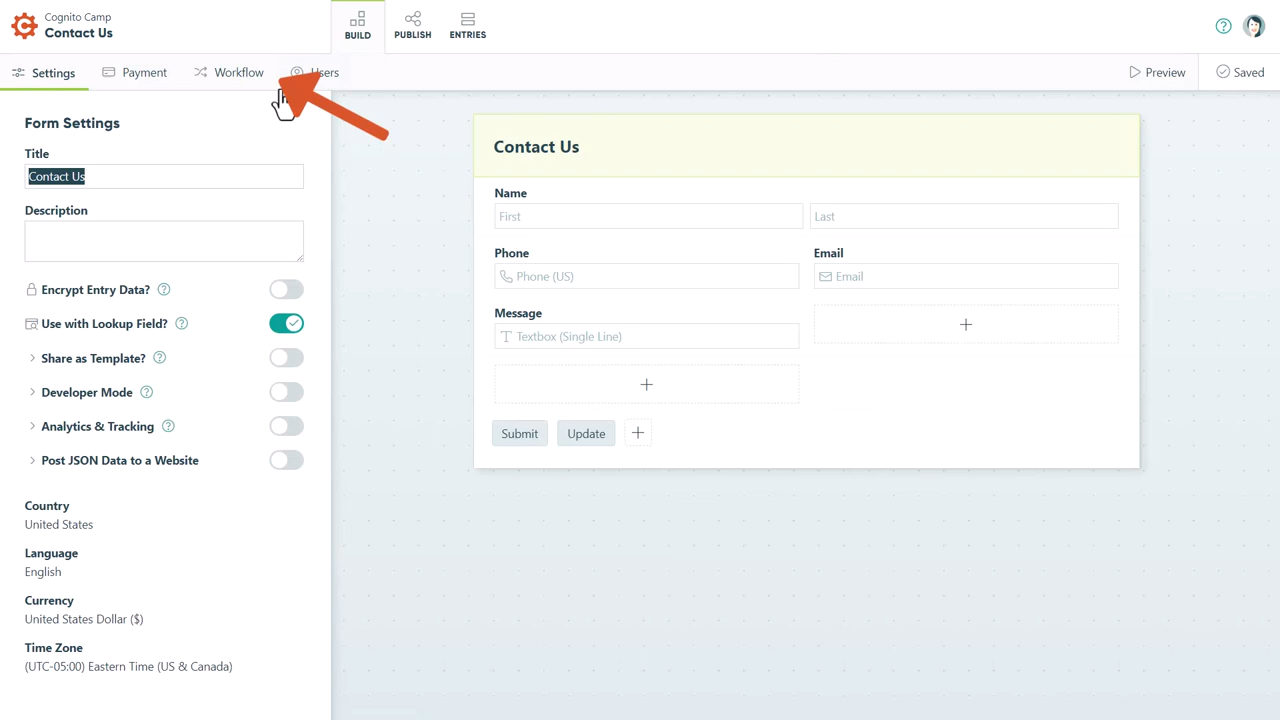 Cognito Camp
Contact Us
BUILD
PUBLISH
ENTRIES
Settings
Payment
Workflow
Users
Preview
Saved
Form Settings
Title
Contact Us
Description
Encrypt Entry Data?
Use with Lookup Field?
Share as Template?
Developer Mode
Analytics & Tracking
Post JSON Data to a Website
Country
United States
Language
English
Currency
United States Dollar ($)
Time Zone
(UTC-05:00) Eastern Time (US & Canada)
Contact Us
Name
First
Last
Phone
Email
Phone (US)
Email
Message
Textbox (Single Line)
Submit
Update